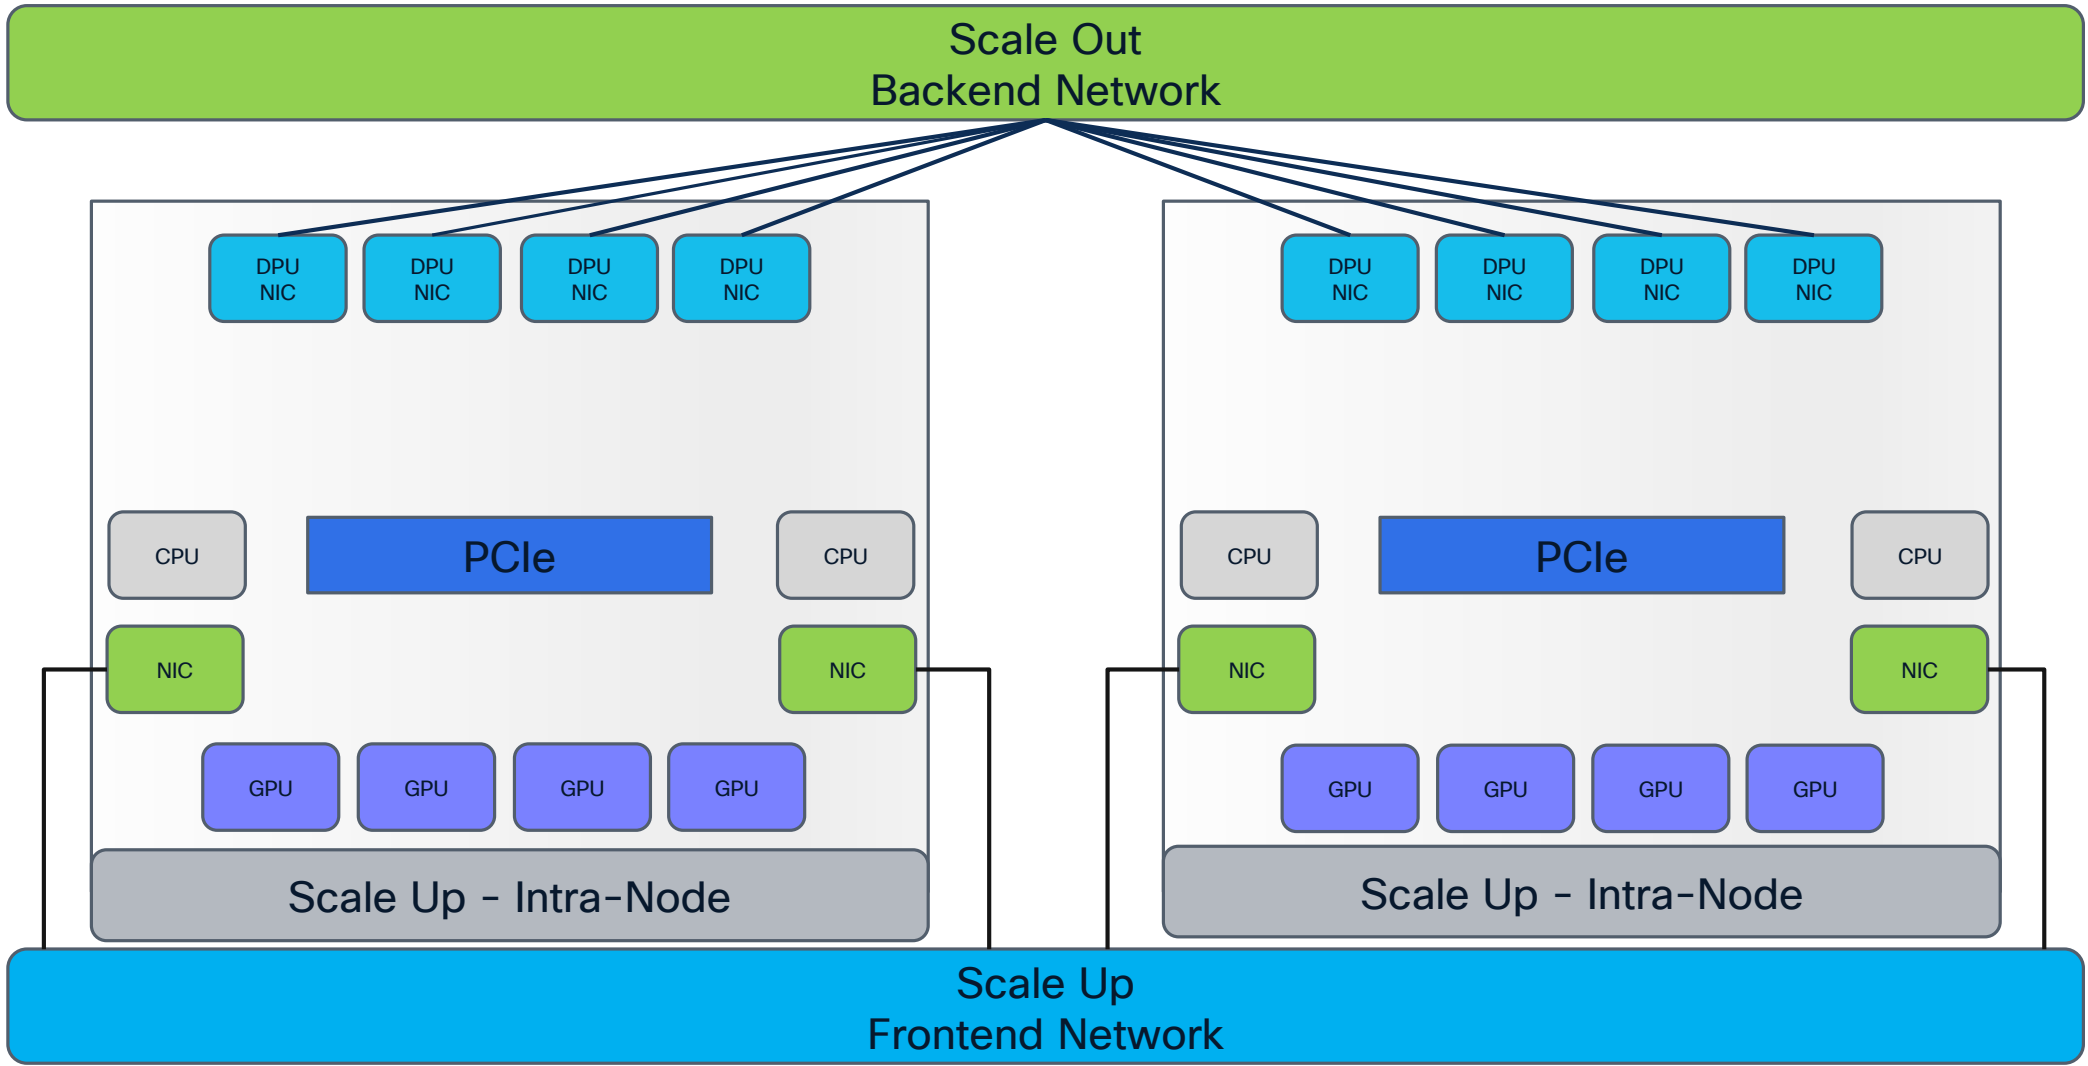 Scale Out
Backend Network
DPU
NIC
DPU
NIC
DPU
NIC
DPU
NIC
DPU
NIC
DPU
NIC
DPU
NIC
DPU
NIC
CPU
PCIe
CPU
CPU
PCIe
CPU
NIC
NIC
NIC
NIC
GPU
GPU
GPU
GPU
GPU
GPU
GPU
GPU
Scale Up - Intra-Node
Scale Up - Intra-Node
Scale Up
Frontend Network